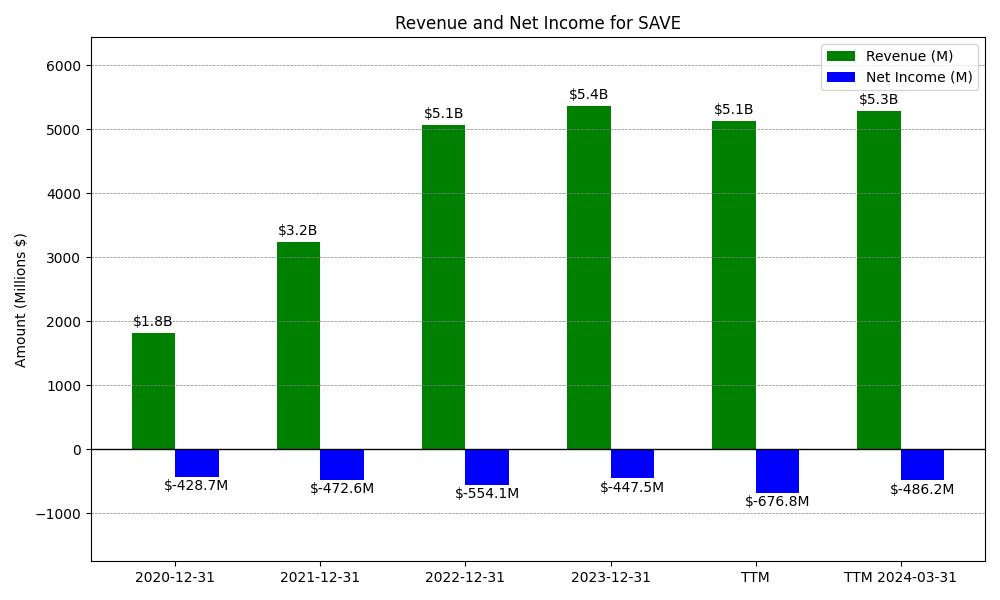 Revenue and Net Income for SAVE
Revenue (M)
Net Income (M)
Amount (Millions $)
6000
5000
4000
3000
2000
1000
0
−1000
$1.8B
$3.2B
$5.1B
$5.4B
$5.1B
$5.3B
$-428.7M
$-472.6M
$-554.1M
$-447.5M
$-676.8M
$-486.2M
2020-12-31
2021-12-31
2022-12-31
2023-12-31
TTM
TTM 2024-03-31